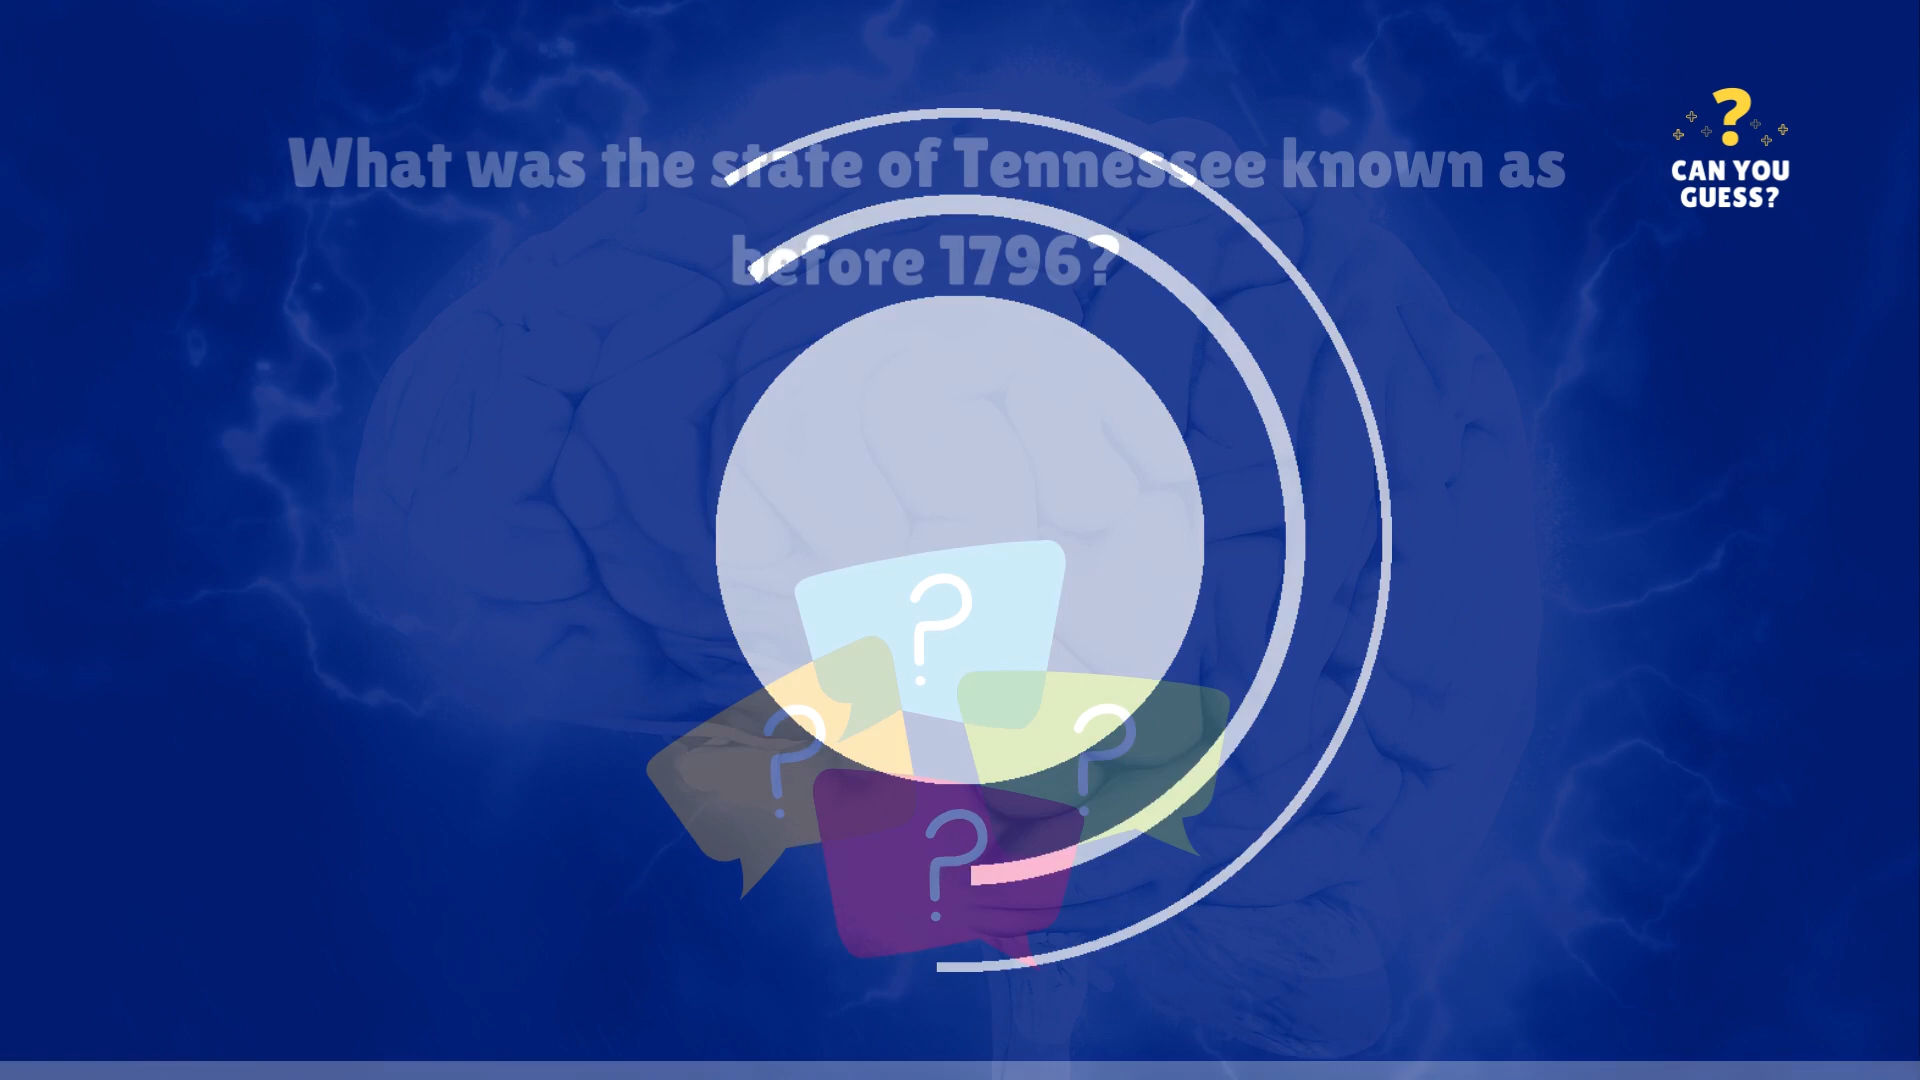 What was the state of Tennessee known as
before 1796?
?
CAN YOU
GUESS?
?
?
?
?